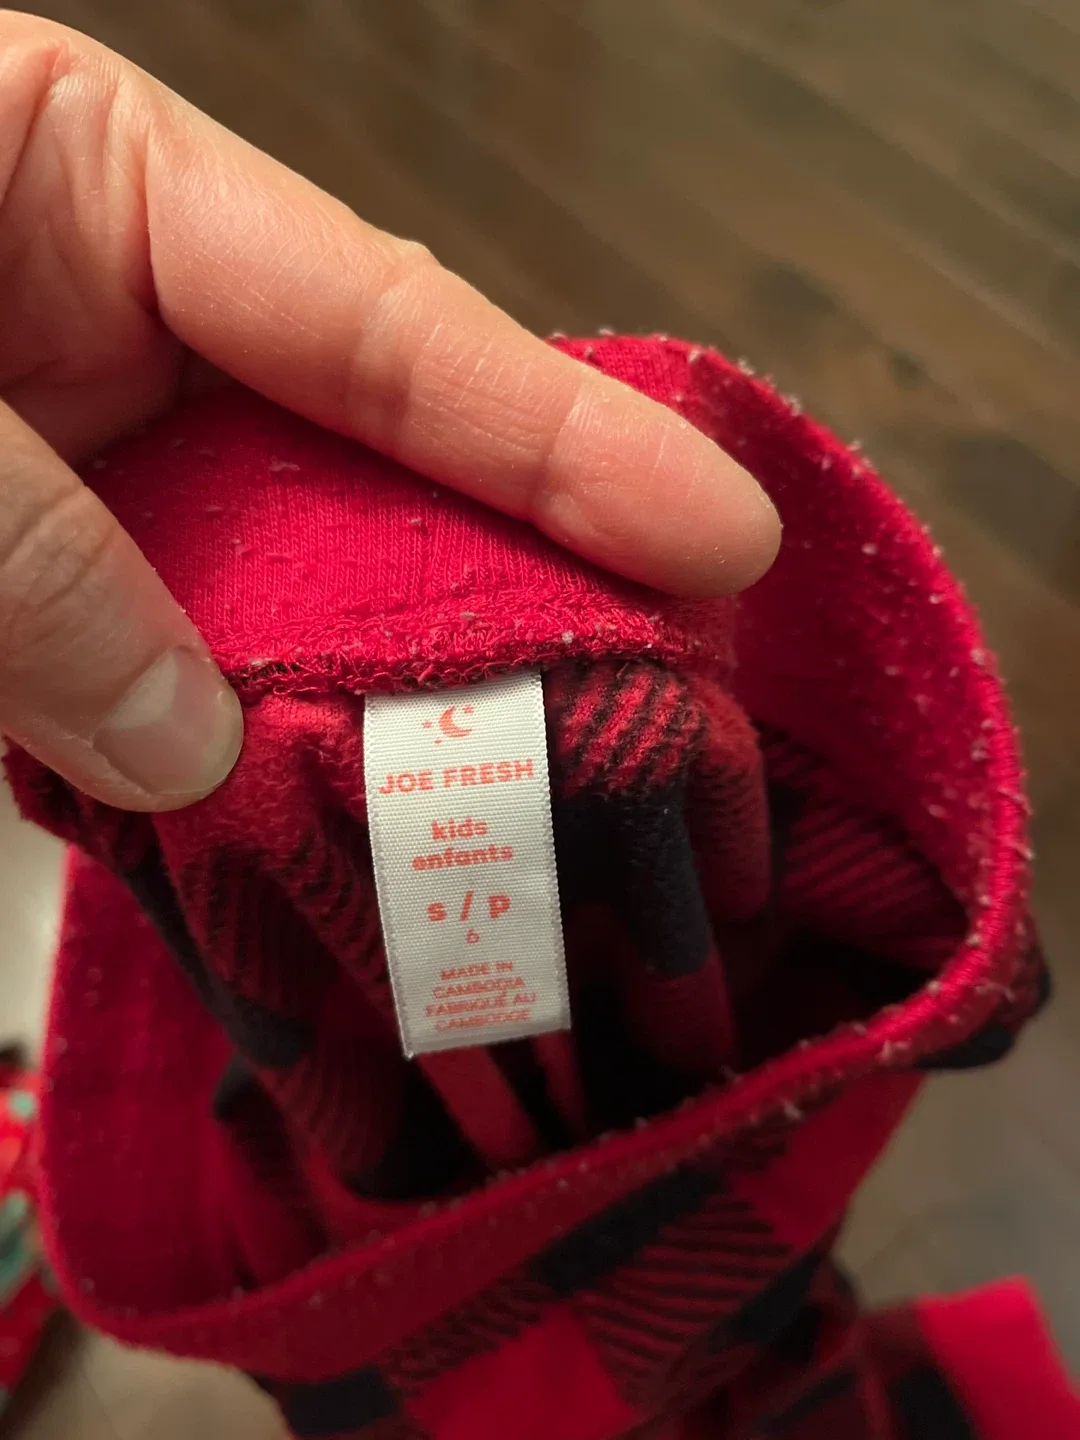 JOE FRESH
kids
enfants
s / p
6
MADE IN
CAMBODIA
FABRIQUÉ AU
CAMBODGE